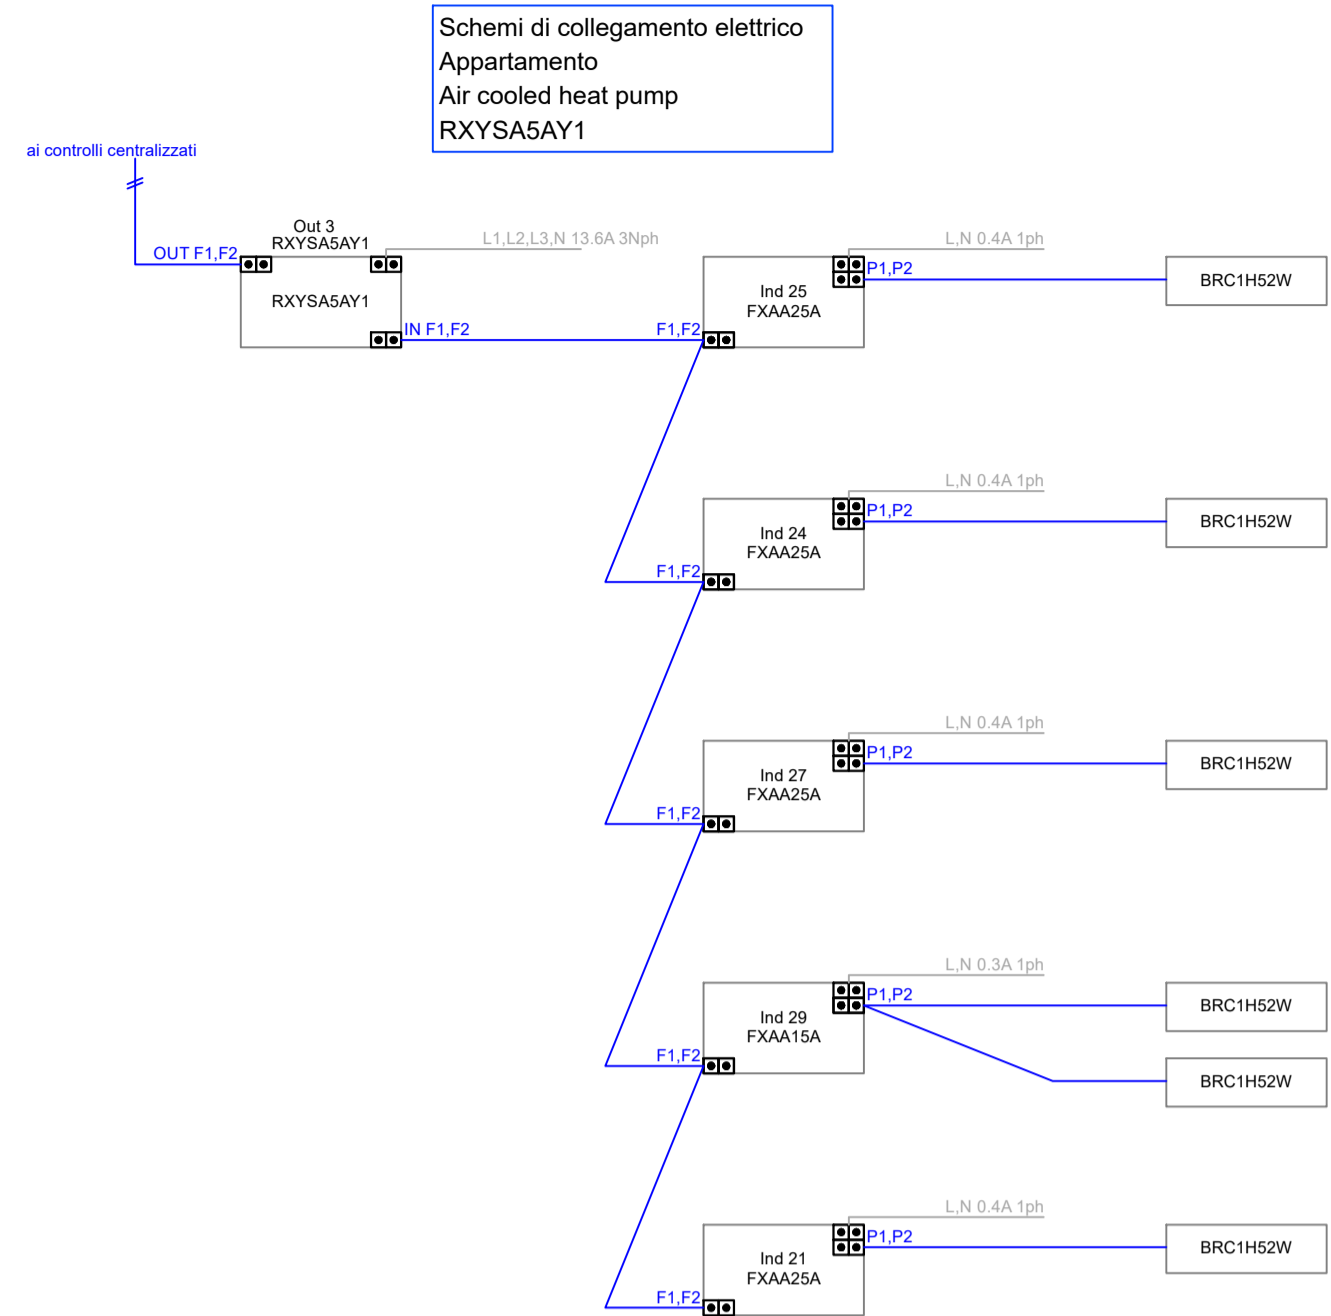 Schemi di collegamento elettrico
Appartamento
Air cooled heat pump
RXYSA5AY1
ai controlli centralizzati
Out 3
RXYSA5AY1
L1,L2,L3,N 13.6A 3Nph
OUT F1,F2
RXYSA5AY1
IN F1,F2
L,N 0.4A 1ph
P1,P2
Ind 25
FXAA25A
F1,F2
BRC1H52W
L,N 0.4A 1ph
P1,P2
Ind 24
FXAA25A
F1,F2
BRC1H52W
L,N 0.4A 1ph
P1,P2
Ind 27
FXAA25A
F1,F2
BRC1H52W
L,N 0.3A 1ph
P1,P2
Ind 29
FXAA15A
F1,F2
BRC1H52W
BRC1H52W
L,N 0.4A 1ph
P1,P2
Ind 21
FXAA25A
F1,F2
BRC1H52W